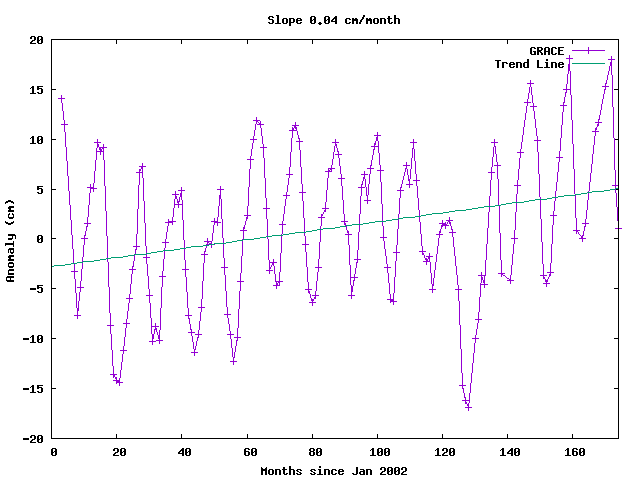 Slope 0.04 cm/month
GRACE
Trend Line
20
15
10
5
0
-5
-10
-15
-20
Anomaly (cm)
0 20 40 60 80 100 120 140 160
Months since Jan 2002